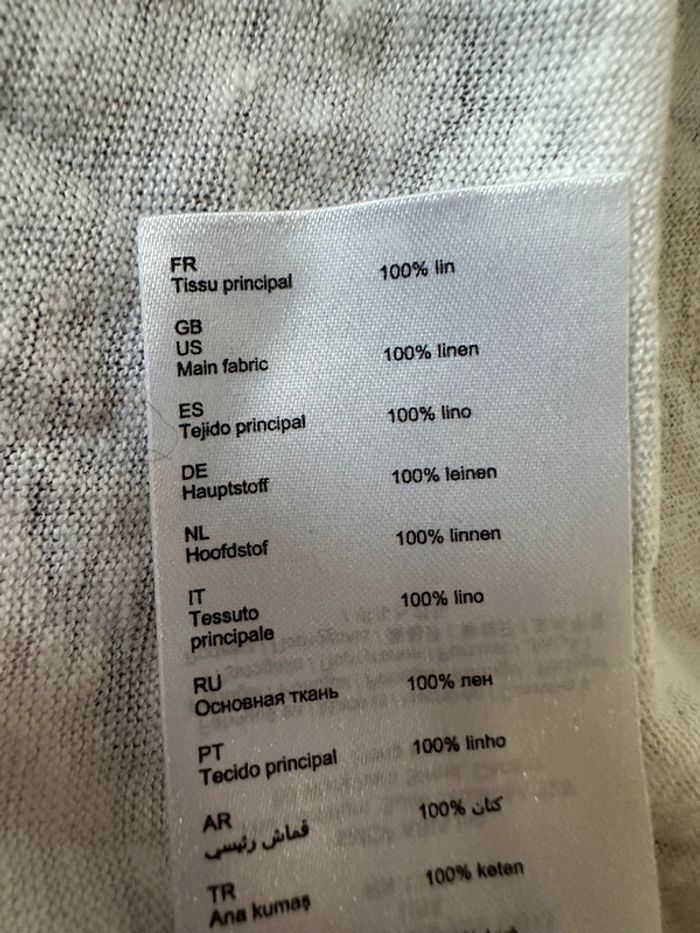 FR
Tissu principal 100% lin
GB
US
Main fabric 100% linen
ES
Tejido principal 100% lino
DE
Hauptstoff 100% leinen
NL
Hoofdstof 100% linnen
IT
Tessuto 100% lino
principale
RU
Основная ткань 100% лен
PT
Tecido principal 100% linho
AR
قماش رئيسي 100% كتان
TR
Ana kumaş 100% keten